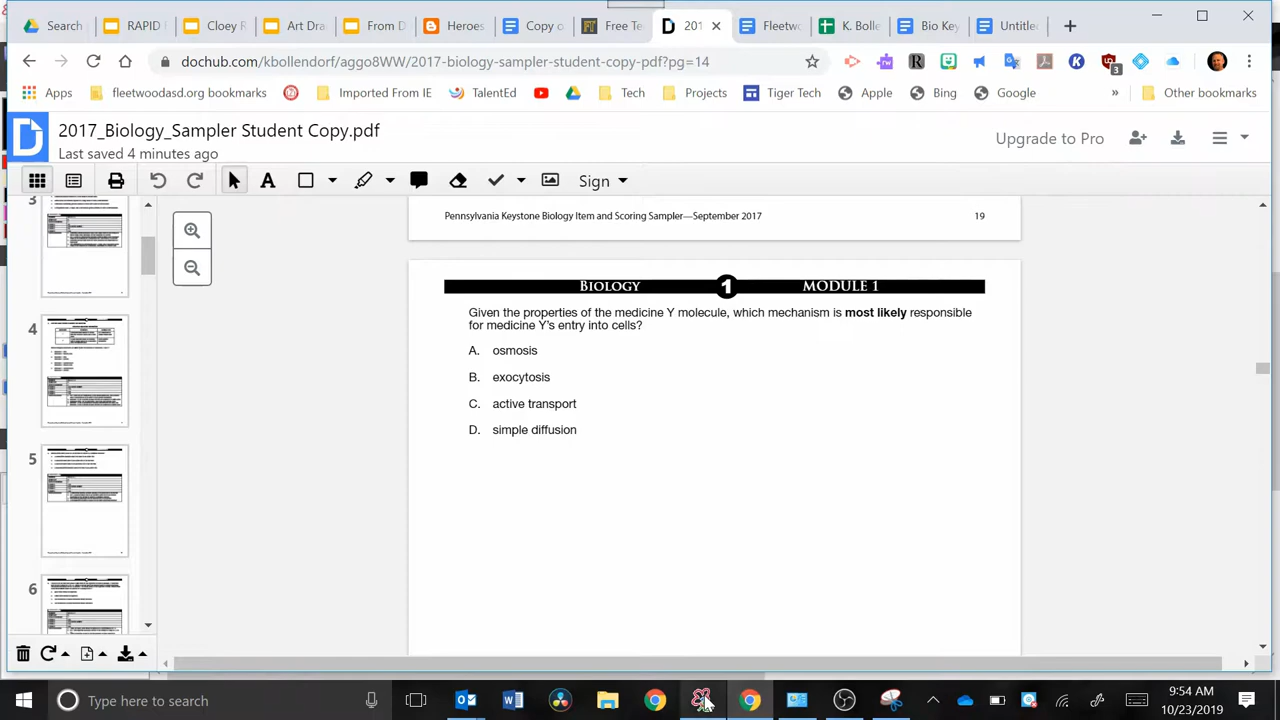 Search
RAPID
Cloey R
Art Dra
From D
Heroes
Copy o
Free Te
201
Fleetw
K. Bolle
Bio Key
Untitle
dochub.com/kbollendorf/aggo8WW/2017-biology-sampler-student-copy-pdf?pg=14
3
Apps
fleetwoodasd.org bookmarks
Imported From IE
TalentEd
Tech
Projects
Tiger Tech
Apple
Bing
Google
»
Other bookmarks
2017_Biology_Sampler Student Copy.pdf
Last saved 4 minutes ago
Upgrade to Pro
Sign
3
4
5
6
Pennsylvania Keystone Biology Item and Scoring Sampler—September 2017
19
BIOLOGY 1 MODULE 1
Given the properties of the medicine Y molecule, which mechanism is most likely responsible
for medicine Y's entry into cells?
A. osmosis
B. exocytosis
C. active transport
D. simple diffusion
Type here to search
9:54 AM
10/23/2019